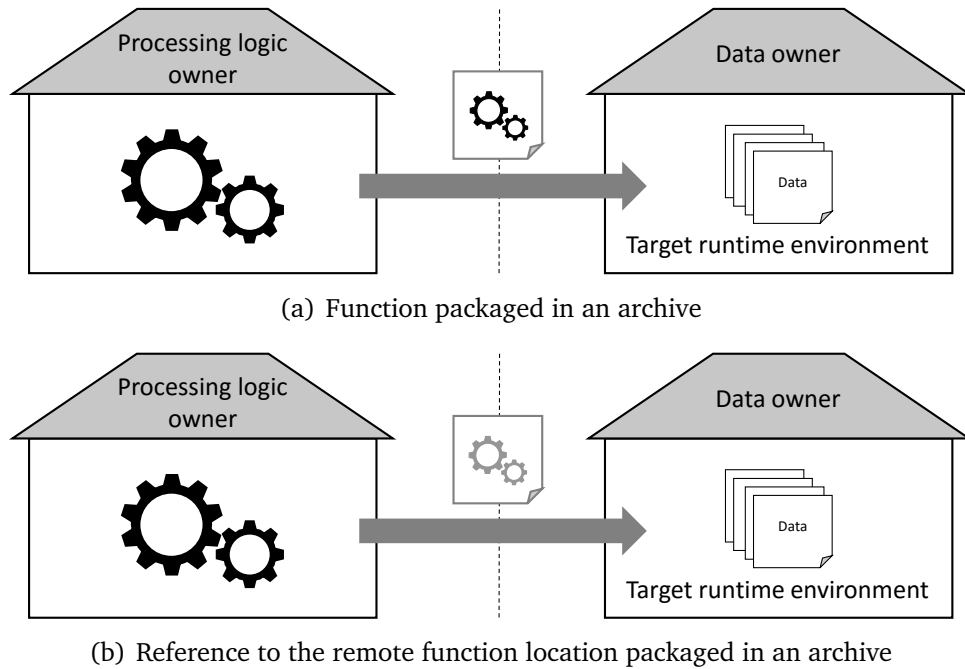 Processing logic
owner
Data owner
Data
Target runtime environment
(a) Function packaged in an archive
Processing logic
owner
Data owner
Data
Target runtime environment
(b) Reference to the remote function location packaged in an archive